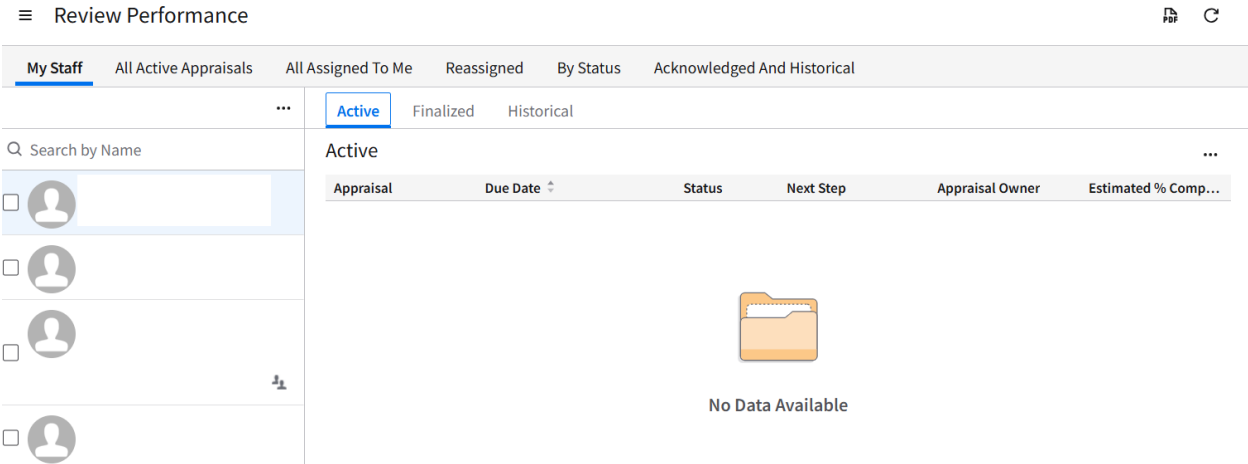 Review Performance
PDF
My Staff All Active Appraisals All Assigned To Me Reassigned By Status Acknowledged And Historical
Active Finalized Historical
Search by Name
Active
Appraisal Due Date Status Next Step Appraisal Owner Estimated % Comp...
No Data Available